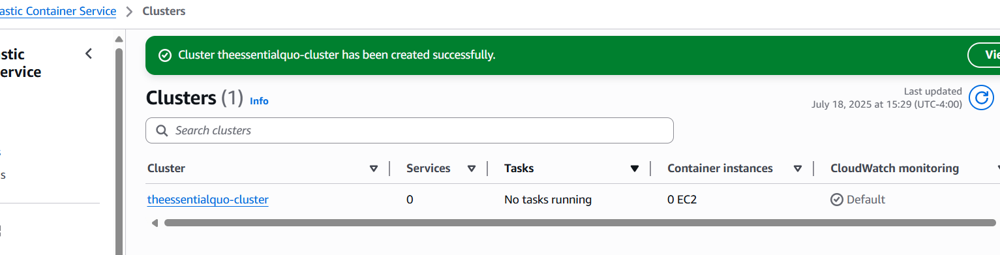 astic Container Service > Clusters
stic
ervice
s
s
Cluster theessentialquo-cluster has been created successfully.
Vie
Clusters (1) Info
Last updated
July 18, 2025 at 15:29 (UTC-4:00)
Search clusters
Cluster Services Tasks Container instances CloudWatch monitoring
theessentialquo-cluster 0 No tasks running 0 EC2 Default